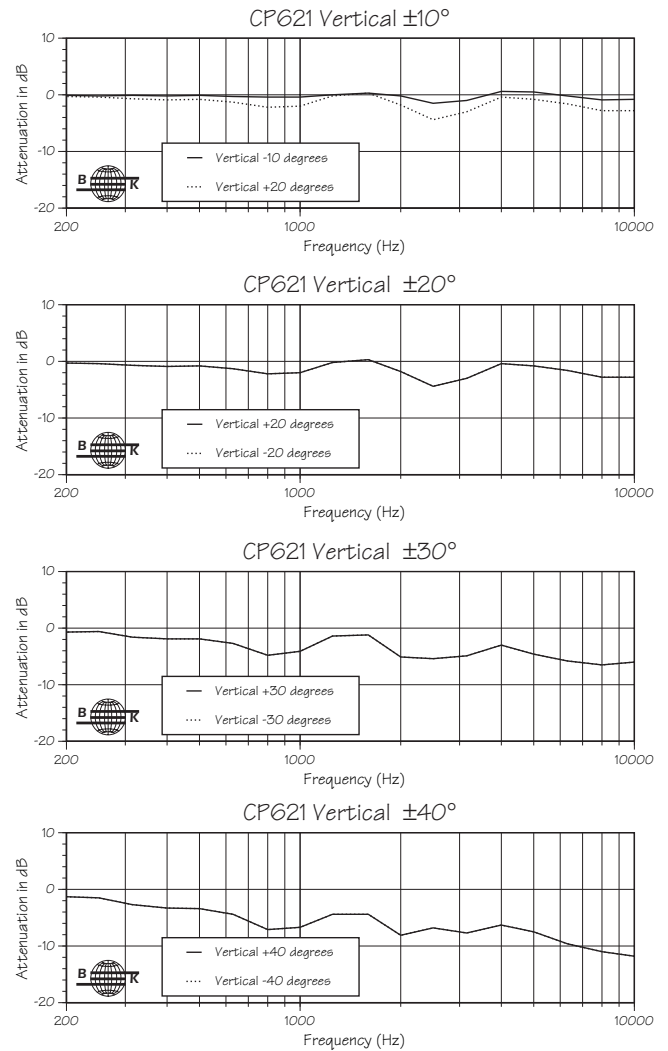 CP621 Vertical ±10°
Attenuation in dB
10
0
-10
-20
B K
Vertical -10 degrees
Vertical +20 degrees
200 1000 10000
Frequency (Hz)
CP621 Vertical ±20°
Attenuation in dB
10
0
-10
-20
B K
Vertical +20 degrees
Vertical -20 degrees
200 1000 10000
Frequency (Hz)
CP621 Vertical ±30°
Attenuation in dB
10
0
-10
-20
B K
Vertical +30 degrees
Vertical -30 degrees
200 1000 10000
Frequency (Hz)
CP621 Vertical ±40°
Attenuation in dB
10
0
-10
-20
B K
Vertical +40 degrees
Vertical -40 degrees
200 1000 10000
Frequency (Hz)